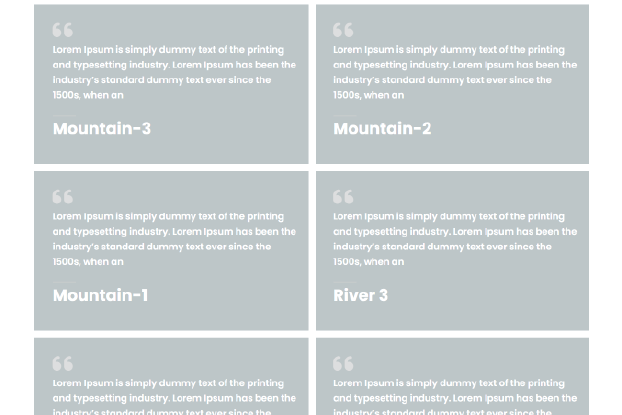 Lorem Ipsum is simply dummy text of the printing
and typesetting industry. Lorem Ipsum has been the
industry's standard dummy text ever since the
1500s, when an
Mountain-3
Lorem Ipsum is simply dummy text of the printing
and typesetting industry. Lorem Ipsum has been the
industry's standard dummy text ever since the
1500s, when an
Mountain-2
Lorem Ipsum is simply dummy text of the printing
and typesetting industry. Lorem Ipsum has been the
industry's standard dummy text ever since the
1500s, when an
Mountain-1
Lorem Ipsum is simply dummy text of the printing
and typesetting industry. Lorem Ipsum has been the
industry's standard dummy text ever since the
1500s, when an
River 3
Lorem Ipsum is simply dummy text of the printing
and typesetting industry. Lorem Ipsum has been the
industry's standard dummy text ever since the
Lorem Ipsum is simply dummy text of the printing
and typesetting industry. Lorem Ipsum has been the
industry's standard dummy text ever since the